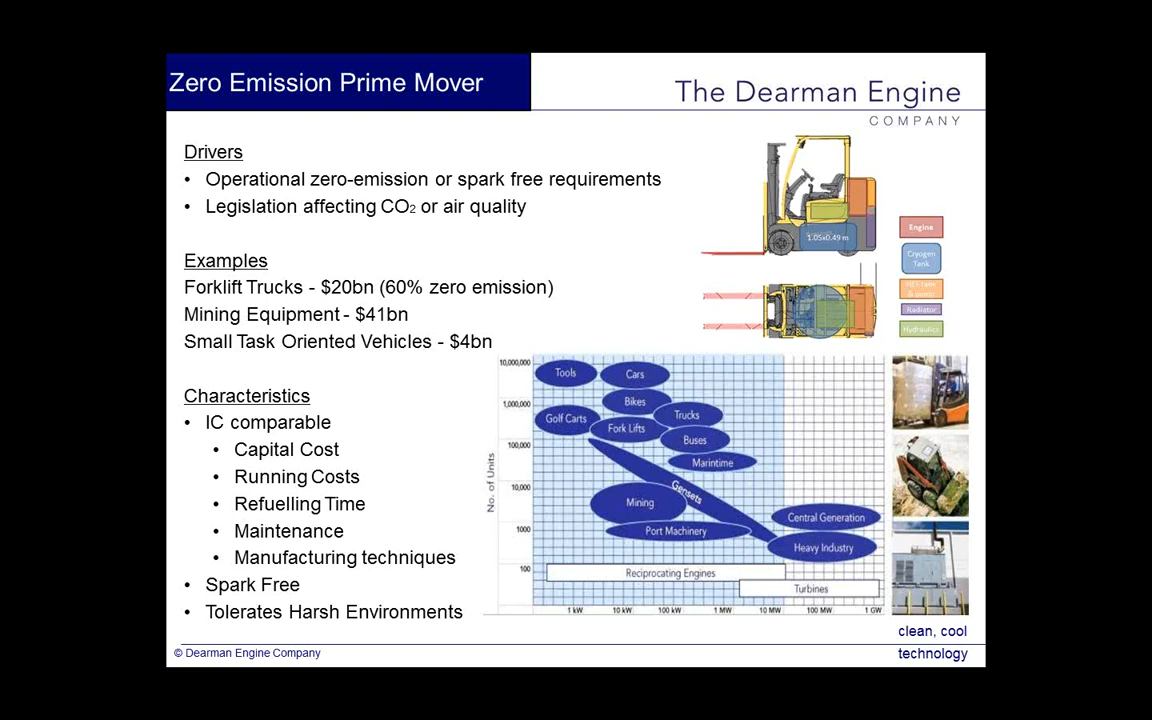 Zero Emission Prime Mover
The Dearman Engine
COMPANY
Drivers
• Operational zero-emission or spark free requirements
• Legislation affecting CO2 or air quality
Examples
Forklift Trucks - $20bn (60% zero emission)
Mining Equipment - $41bn
Small Task Oriented Vehicles - $4bn
Characteristics
• IC comparable
• Capital Cost
• Running Costs
• Refuelling Time
• Maintenance
• Manufacturing techniques
• Spark Free
• Tolerates Harsh Environments
1.05x0.49 m
Engine
Cryogen
Tank
Radiator
Hydraulics
No. of Units
10,000,000
1,000,000
100,000
10,000
1000
100
Tools
Cars
Bikes
Golf Carts
Trucks
Fork Lifts
Buses
Marintime
Gensets
Mining
Central Generation
Port Machinery
Heavy Industry
Reciprocating Engines
Turbines
1 kW 10 kW 100 kW 1 MW 10 MW 100 MW 1 GW
clean, cool
technology
© Dearman Engine Company